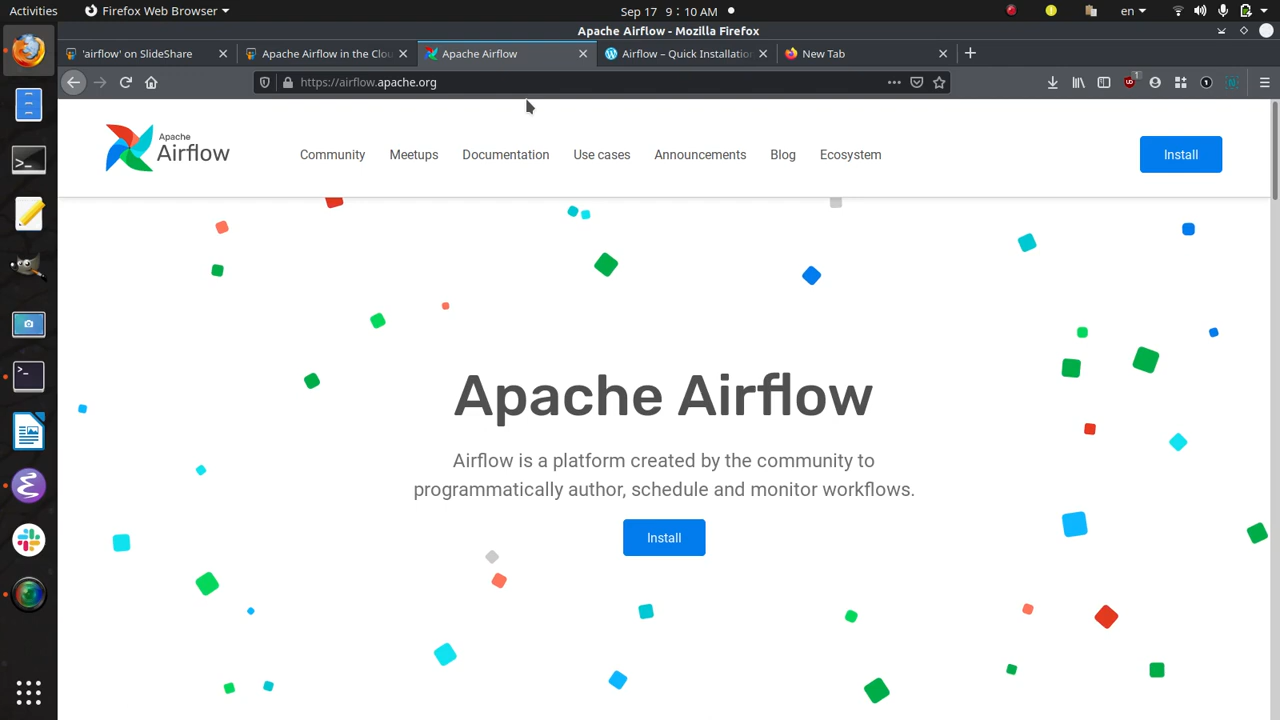 Activities
Firefox Web Browser
Sep 17 9:10 AM
en
Apache Airflow - Mozilla Firefox
'airflow' on SlideShare
Apache Airflow in the Clou
Apache Airflow
Airflow – Quick Installation
New Tab
https://airflow.apache.org
1
Apache
Airflow
Community
Meetups
Documentation
Use cases
Announcements
Blog
Ecosystem
Install
Apache Airflow
Airflow is a platform created by the community to
programmatically author, schedule and monitor workflows.
Install